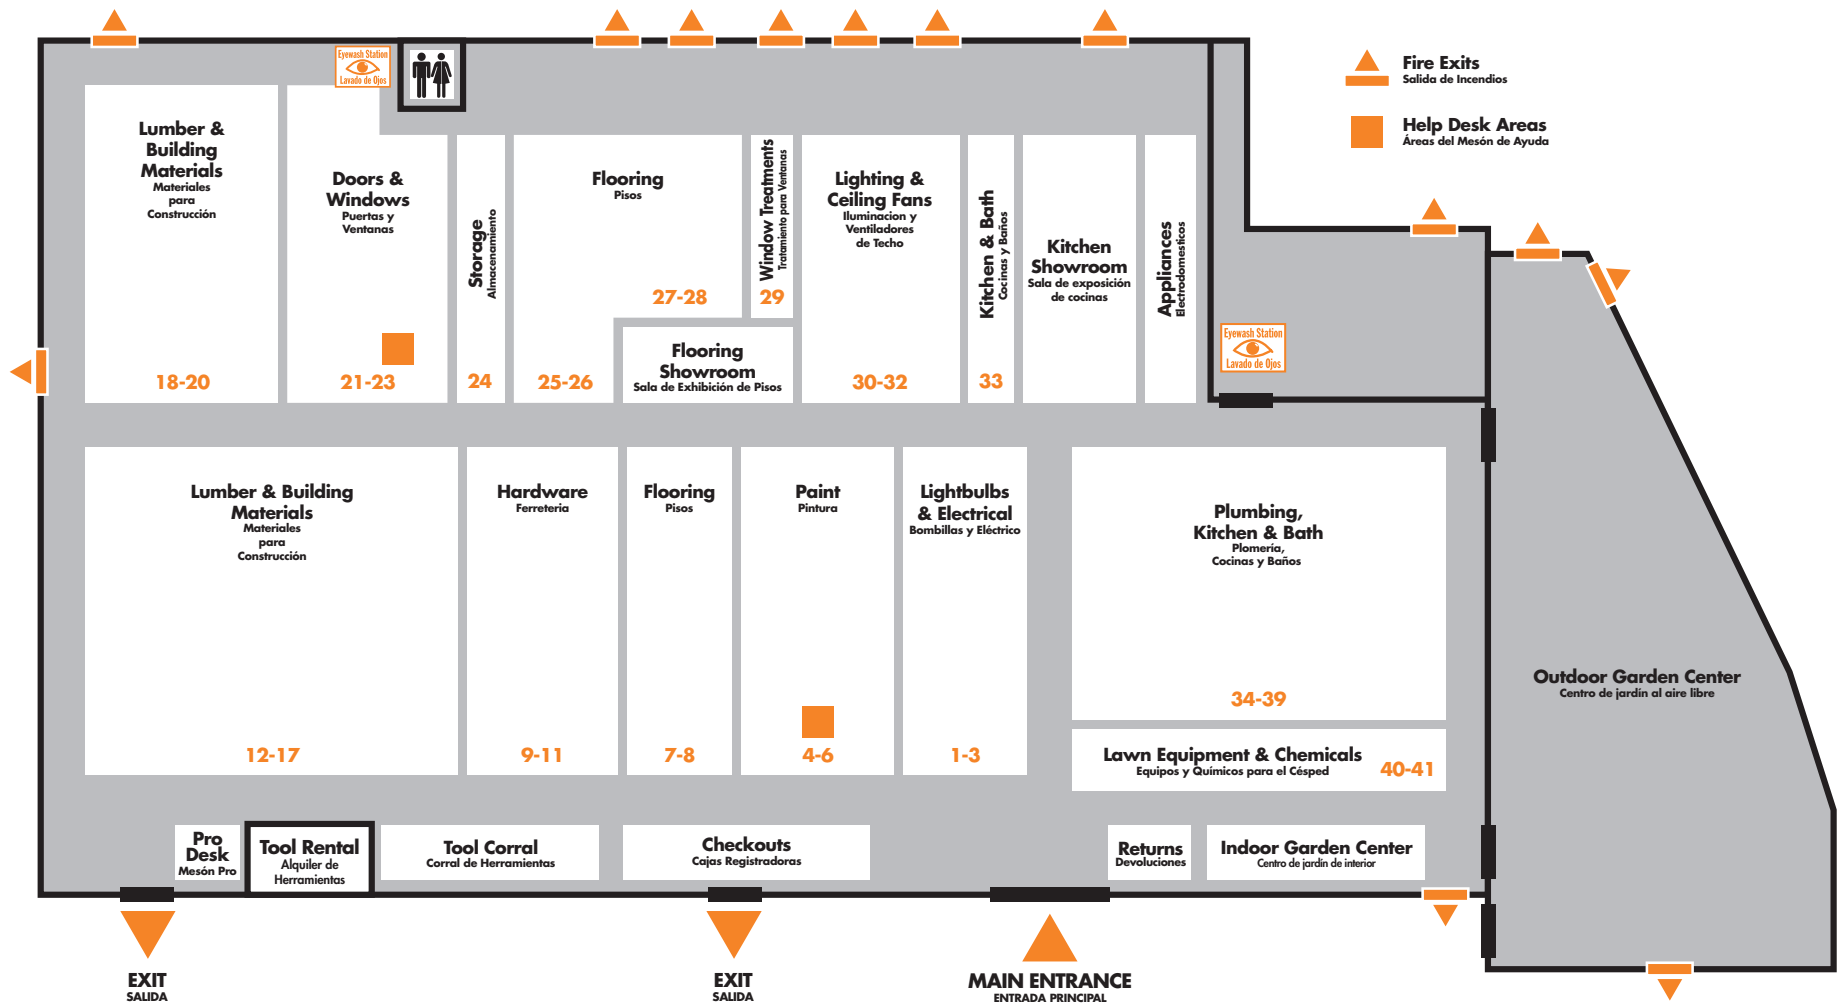 Eyewash Station
Lavado de Ojos
Fire Exits
Salida de Incendios
Help Desk Areas
Áreas del Mesón de Ayuda
Lumber &
Building
Materials
Materiales
para
Construcción
18-20
Doors &
Windows
Puertas y
Ventanas
21-23
Storage
Almacenamiento
24
Flooring
Pisos
27-28
25-26
Window Treatments
Tratamiento para Ventanas
29
Flooring
Showroom
Sala de Exhibición de Pisos
Lighting &
Ceiling Fans
Iluminacion y
Ventiladores
de Techo
30-32
Kitchen & Bath
Cocinas y Baños
33
Kitchen
Showroom
Sala de exposición
de cocinas
Appliances
Electrodomesticos
Eyewash Station
Lavado de Ojos
Lumber & Building
Materials
Materiales
para
Construcción
12-17
Hardware
Ferreteria
9-11
Flooring
Pisos
7-8
Paint
Pintura
4-6
Lightbulbs
& Electrical
Bombillas y Eléctrico
1-3
Plumbing,
Kitchen & Bath
Plomería,
Cocinas y Baños
34-39
Lawn Equipment & Chemicals
Equipos y Químicos para el Césped
40-41
Outdoor Garden Center
Centro de jardín al aire libre
Pro
Desk
Mesón Pro
Tool Rental
Alquiler de
Herramientas
Tool Corral
Corral de Herramientas
Checkouts
Cajas Registradoras
Returns
Devoluciones
Indoor Garden Center
Centro de jardín de interior
EXIT
SALIDA
EXIT
SALIDA
MAIN ENTRANCE
ENTRADA PRINCIPAL